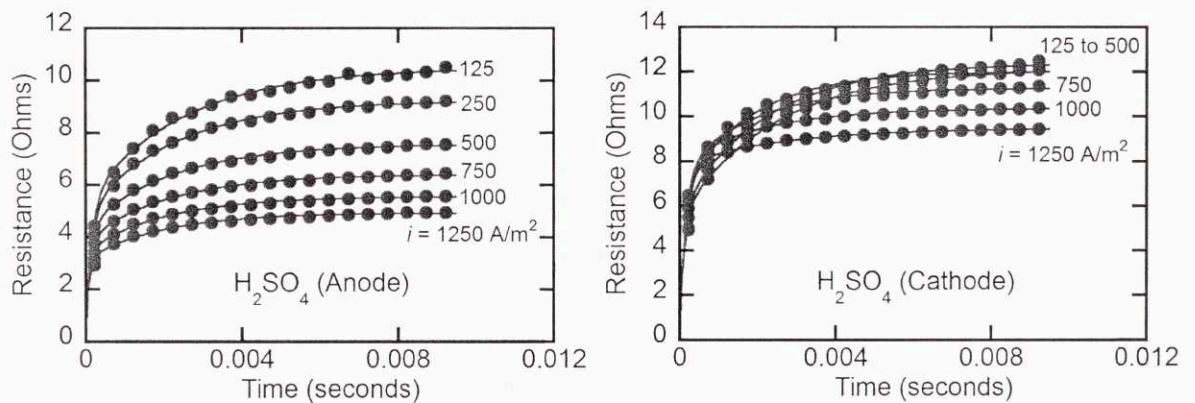 12
10
8
6
4
2
0
Resistance (Ohms)
125
250
500
750
1000
i = 1250 A/m²
H₂SO₄ (Anode)
0 0.004 0.008 0.012
Time (seconds)
14
12
10
8
6
4
2
0
Resistance (Ohms)
125 to 500
750
1000
i = 1250 A/m²
H₂SO₄ (Cathode)
0 0.004 0.008 0.012
Time (seconds)